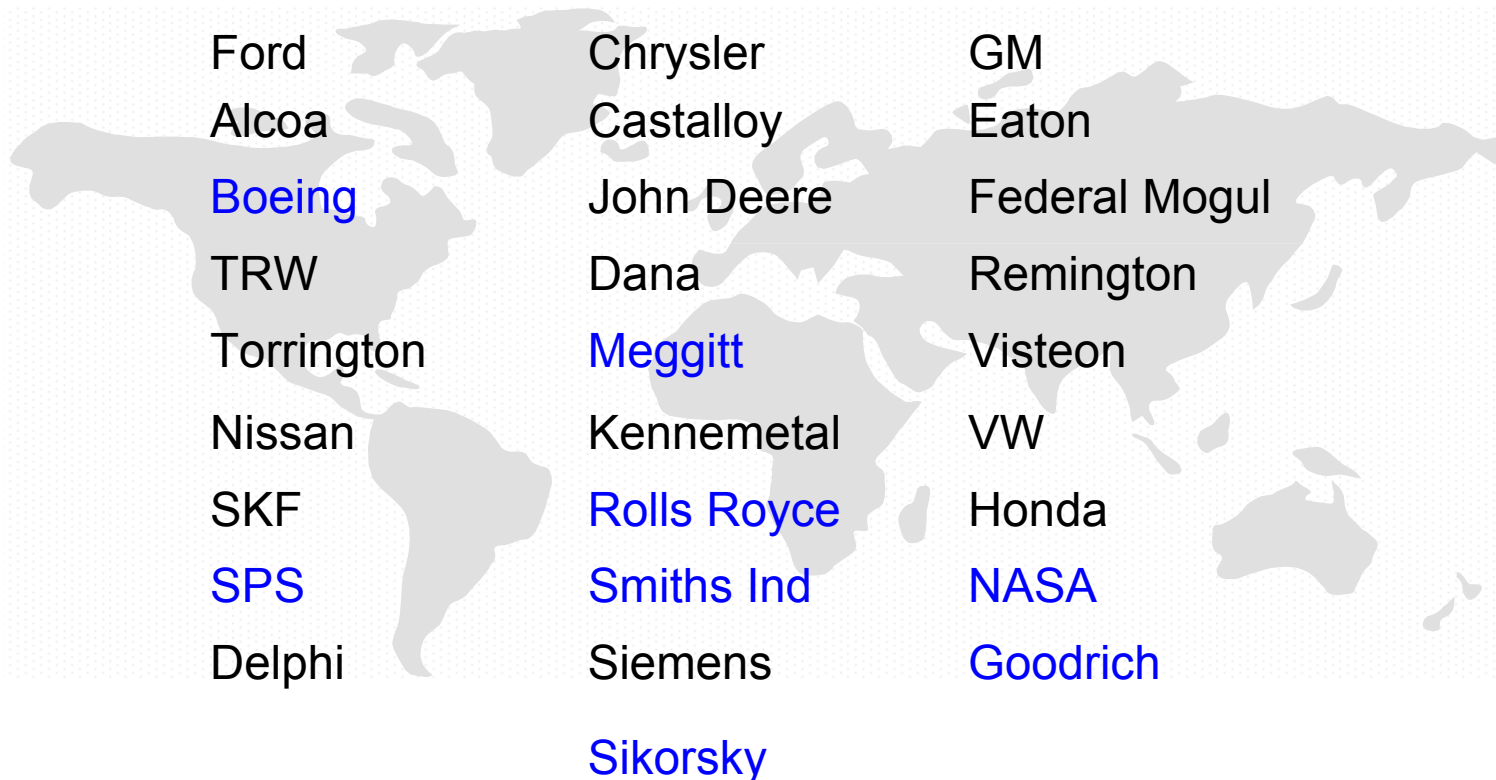 Ford Chrysler GM
Alcoa Castalloy Eaton
Boeing John Deere Federal Mogul
TRW Dana Remington
Torrington Meggitt Visteon
Nissan Kennemetal VW
SKF Rolls Royce Honda
SPS Smiths Ind NASA
Delphi Siemens Goodrich
Sikorsky